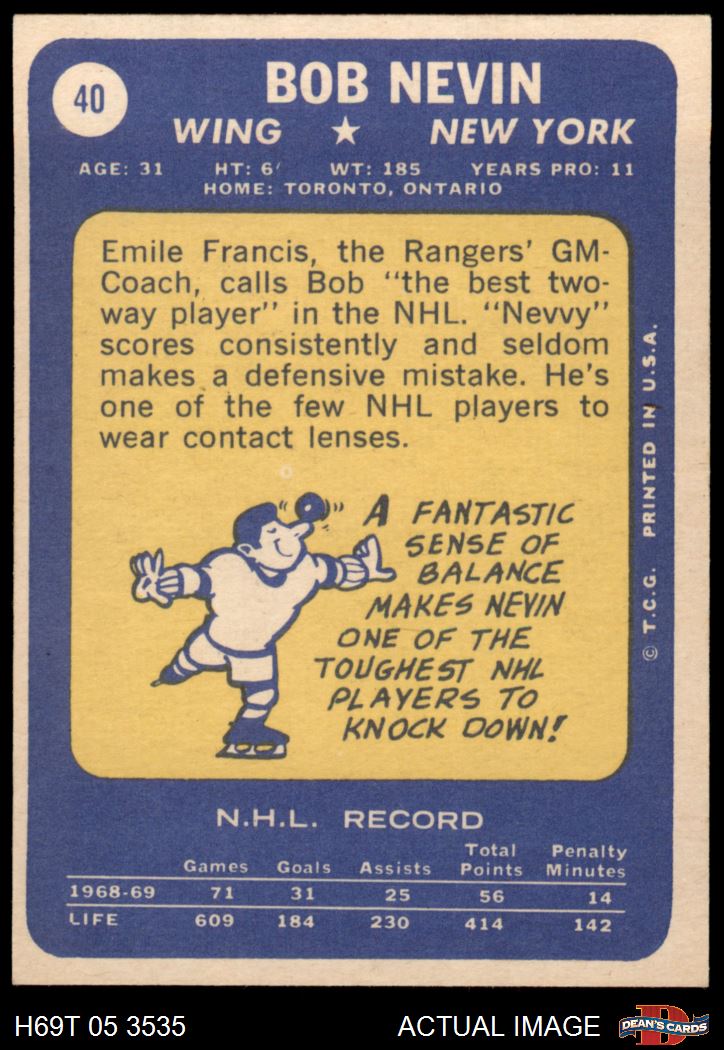 40
BOB NEVIN
WING ★ NEW YORK
AGE: 31 HT: 6' WT: 185 YEARS PRO: 11
HOME: TORONTO, ONTARIO
Emile Francis, the Rangers' GM-
Coach, calls Bob "the best two-
way player" in the NHL. "Nevvy"
scores consistently and seldom
makes a defensive mistake. He's
one of the few NHL players to
wear contact lenses.
A FANTASTIC
SENSE OF
BALANCE
MAKES NEVIN
ONE OF THE
TOUGHEST NHL
PLAYERS TO
KNOCK DOWN!
© T.C.G. PRINTED IN U.S.A.
N.H.L. RECORD
Games Goals Assists Total Points Penalty Minutes
1968-69 71 31 25 56 14
LIFE 609 184 230 414 142
H69T 05 3535 ACTUAL IMAGE
D
DEAN'S CARDS